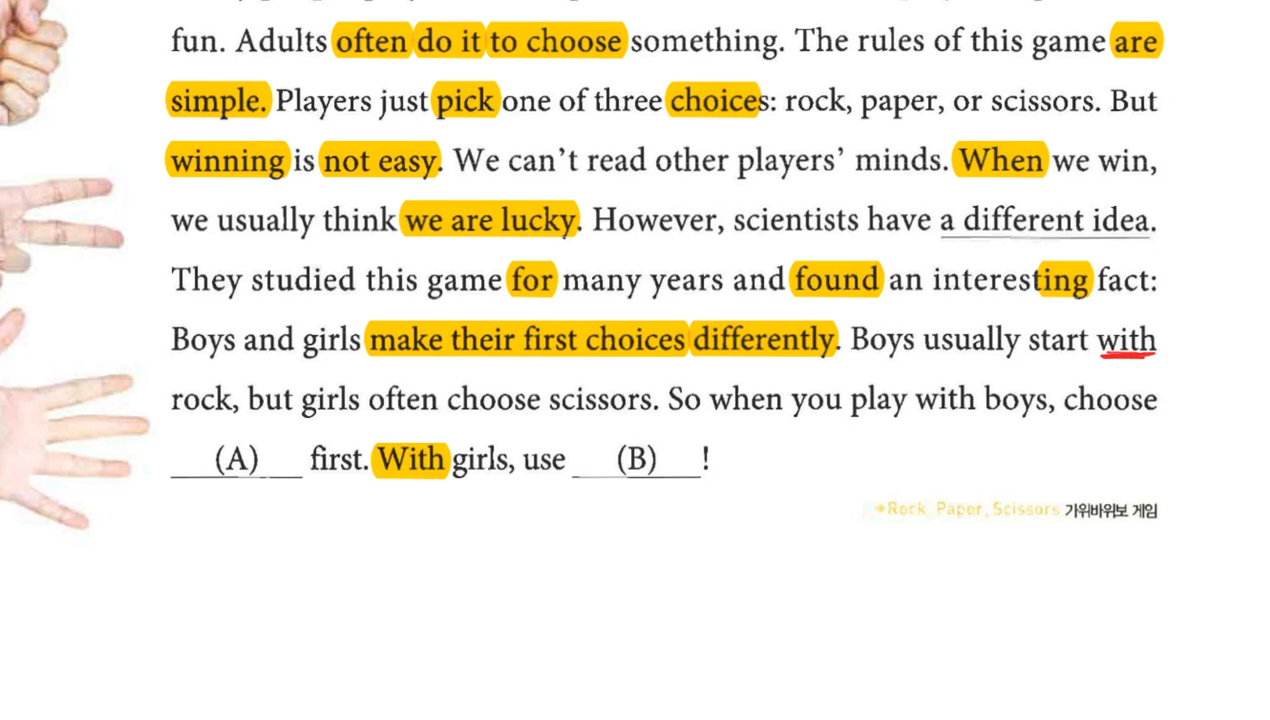 fun. Adults often do it to choose something. The rules of this game are
simple. Players just pick one of three choices: rock, paper, or scissors. But
winning is not easy. We can't read other players' minds. When we win,
we usually think we are lucky. However, scientists have a different idea.
They studied this game for many years and found an interesting fact:
Boys and girls make their first choices differently. Boys usually start with
rock, but girls often choose scissors. So when you play with boys, choose
(A) first. With girls, use (B) !
*Rock, Paper, Scissors 가위바위보 게임